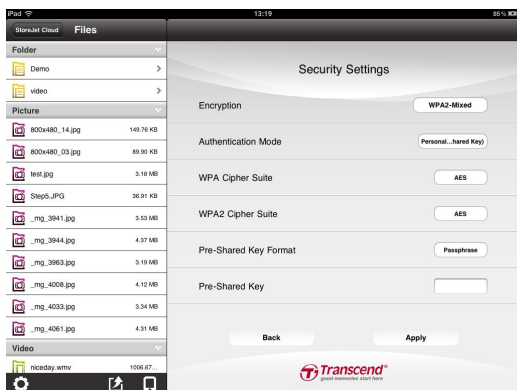 iPad
13:19
85 %
StoreJet Cloud
Files
Folder
Demo
video
Picture
800x480_14.jpg 149.76 KB
800x480_03.jpg 89.90 KB
test.jpg 3.18 MB
Step5.JPG 36.91 KB
_mg_3941.jpg 3.53 MB
_mg_3944.jpg 4.37 MB
_mg_3963.jpg 3.19 MB
_mg_4008.jpg 4.12 MB
_mg_4033.jpg 3.34 MB
_mg_4061.jpg 4.31 MB
Video
niceday.wmv 1006.67...
Security Settings
Encryption WPA2-Mixed
Authentication Mode Personal...hared Key)
WPA Cipher Suite AES
WPA2 Cipher Suite AES
Pre-Shared Key Format Passphrase
Pre-Shared Key
Back Apply
Transcend®
good memories start here